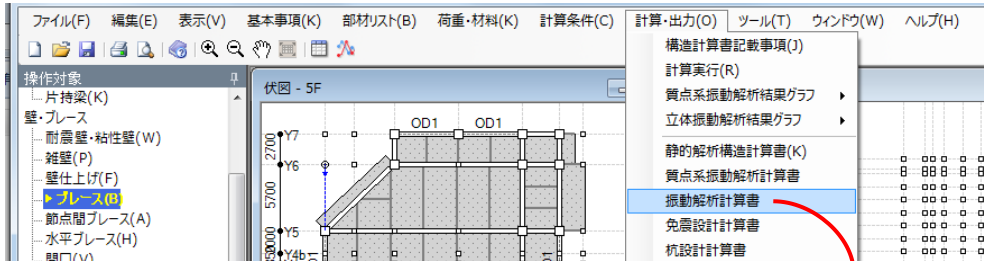 ファイル(F) 編集(E) 表示(V) 基本事項(K) 部材リスト(B) 荷重・材料(K) 計算条件(C) 計算・出力(O) ツール(T) ウィンドウ(W) ヘルプ(H)
操作対象
片持梁(K)
壁・ブレース
耐震壁・粘性壁(W)
雑壁(P)
壁仕上げ(F)
ブレース(B)
節点間ブレース(A)
水平ブレース(H)
開口(V)
伏図 - 5F
OD1 OD1
Y7
2700
Y6
5700
Y5
Y4b
構造計算書記載事項(J)
計算実行(R)
質点系振動解析結果グラフ
立体振動解析結果グラフ
静的解析構造計算書(K)
質点系振動解析計算書
振動解析計算書
免震設計計算書
杭設計計算書